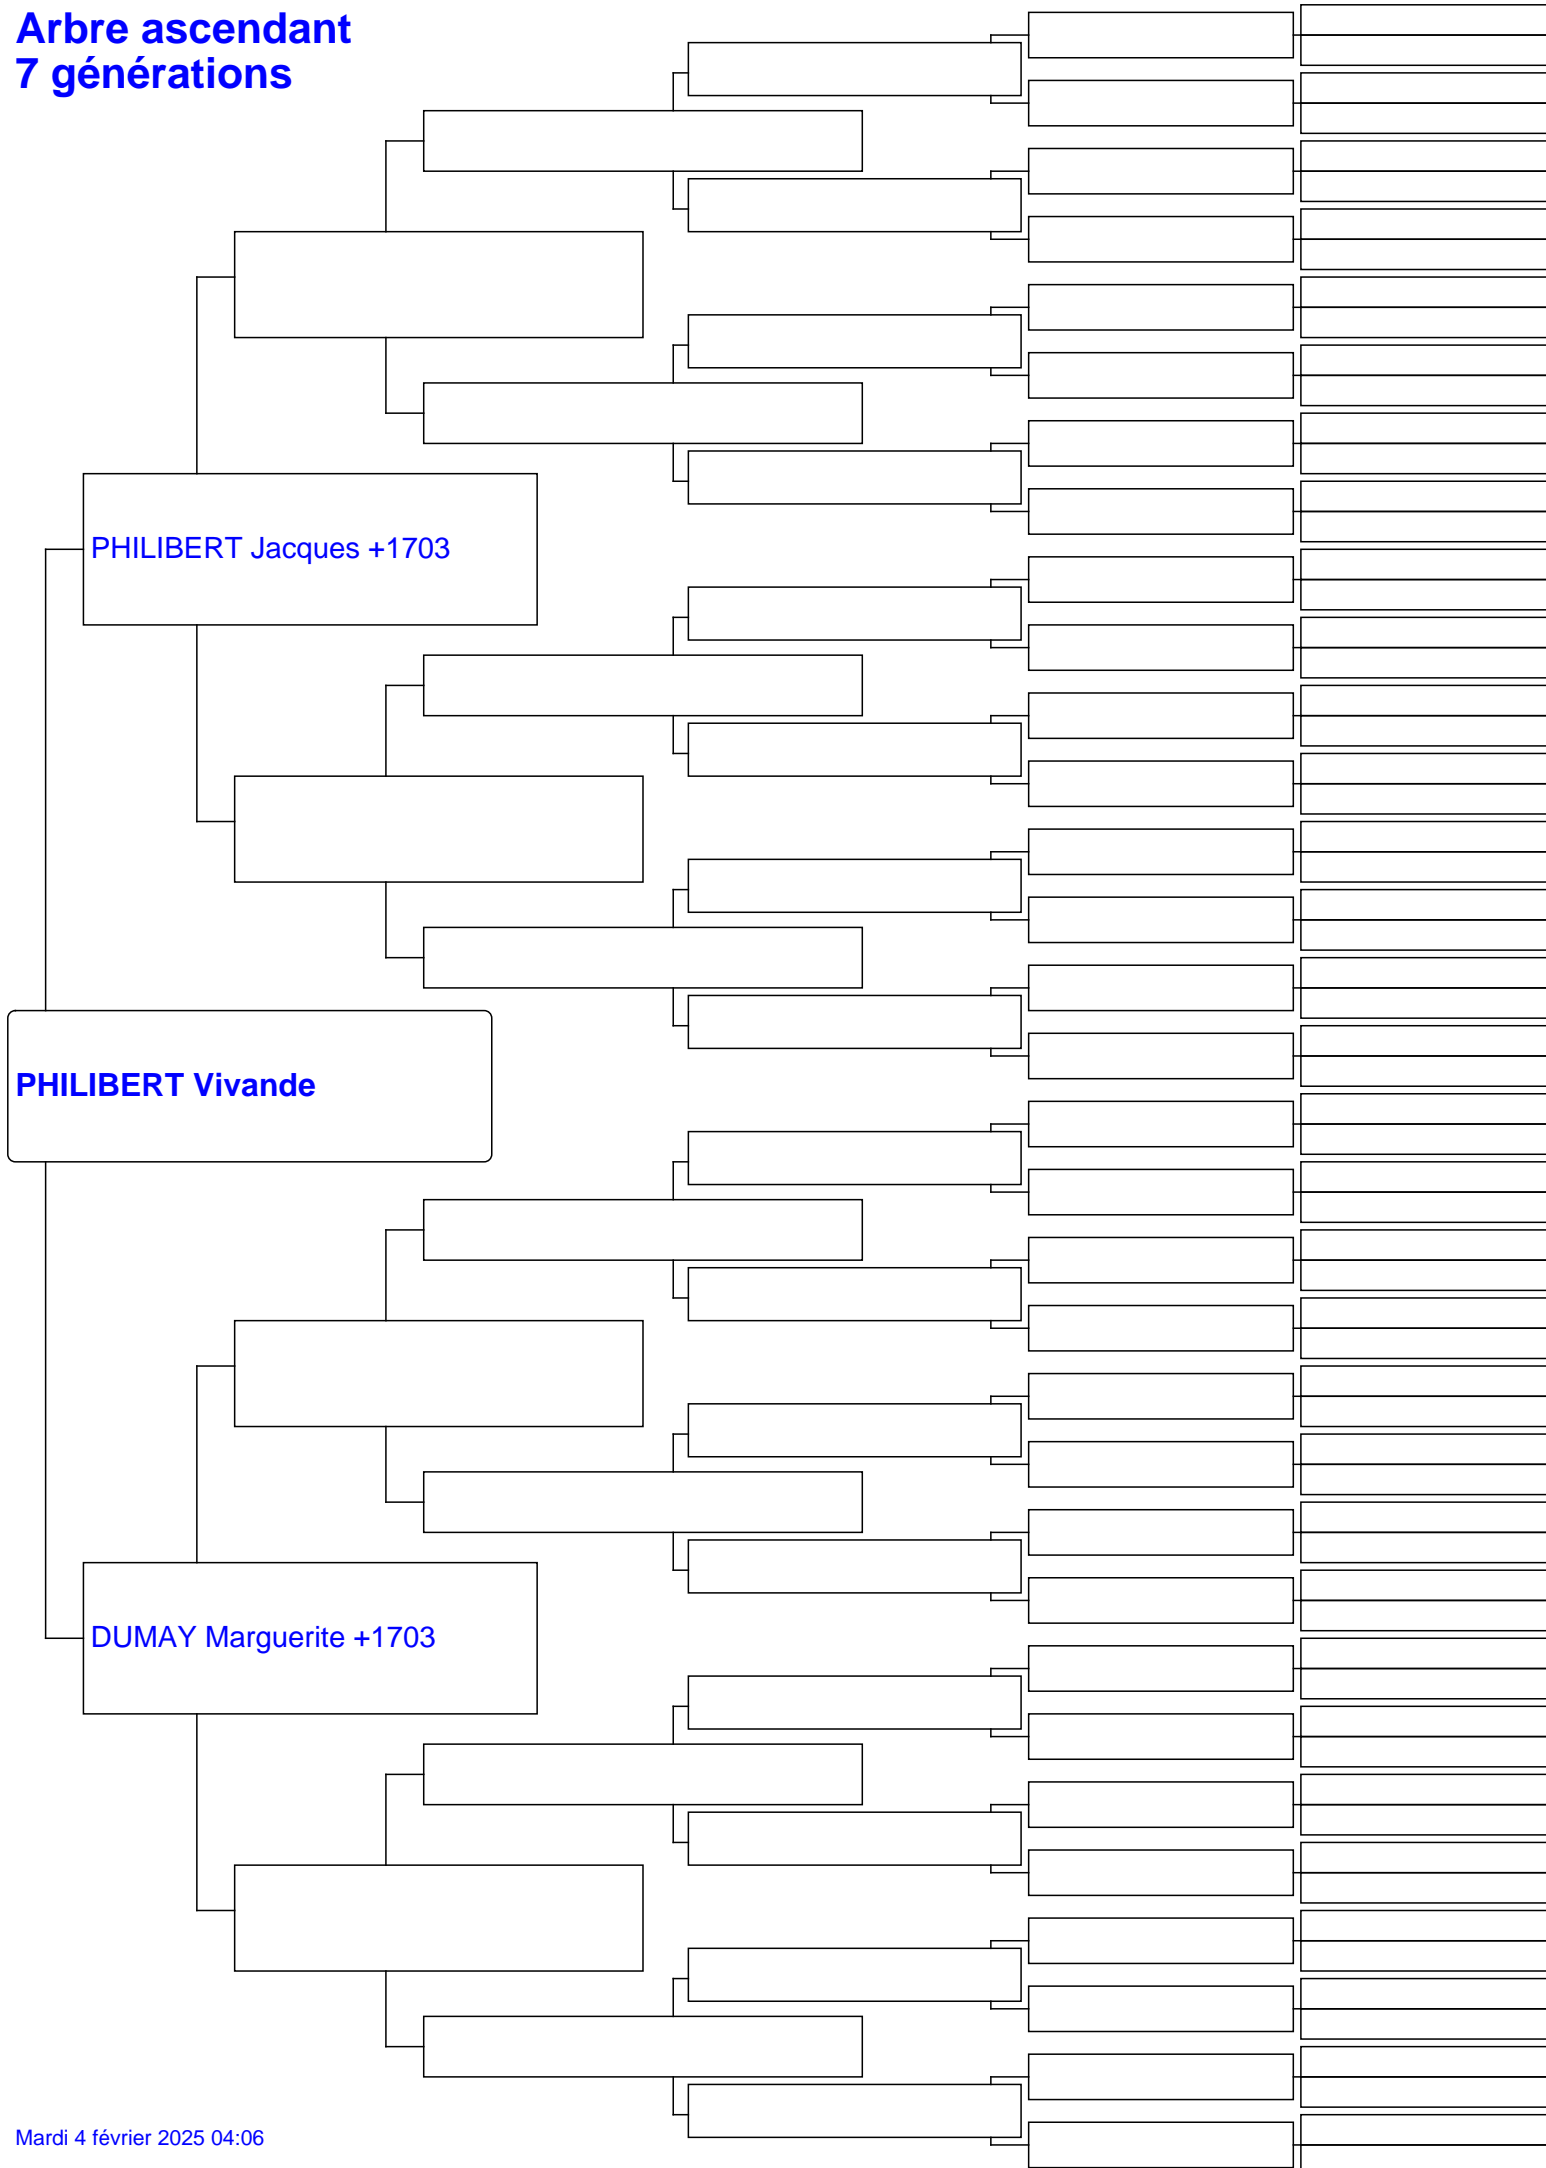 Arbre ascendant
7 générations
PHILIBERT Jacques +1703
PHILIBERT Vivande
DUMAY Marguerite +1703
Mardi 4 février 2025 04:06